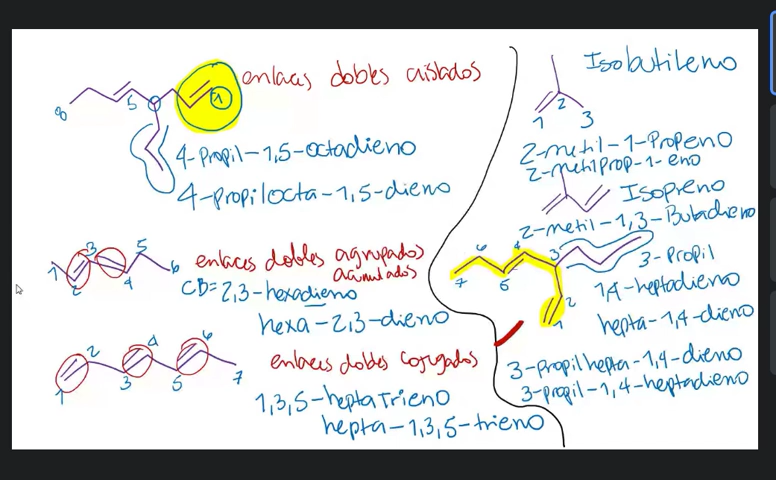 enlaces dobles aislados
1
5
8
4-Propil-1,5-octadieno
4-propilocta-1,5-dieno
enlaces dobles agrupados
acumulados
1
2
3
4
5
6
CB=2,3-hexadieno
hexa-2,3-dieno
enlaces dobles cojugados
1
2
3
4
5
6
7
1,3,5-heptaTrieno
hepta-1,3,5-trieno
Isobutileno
1
2
3
2-metil-1-Propeno
2-metilprop-1-eno
Isopreno
2-metil-1,3-Butadieno
7
6
5
4
3
2
1
3-Propil
1,4-heptadieno
hepta-1,4-dieno
3-propilhepta-1,4-dieno
3-propil-1,4-heptadieno